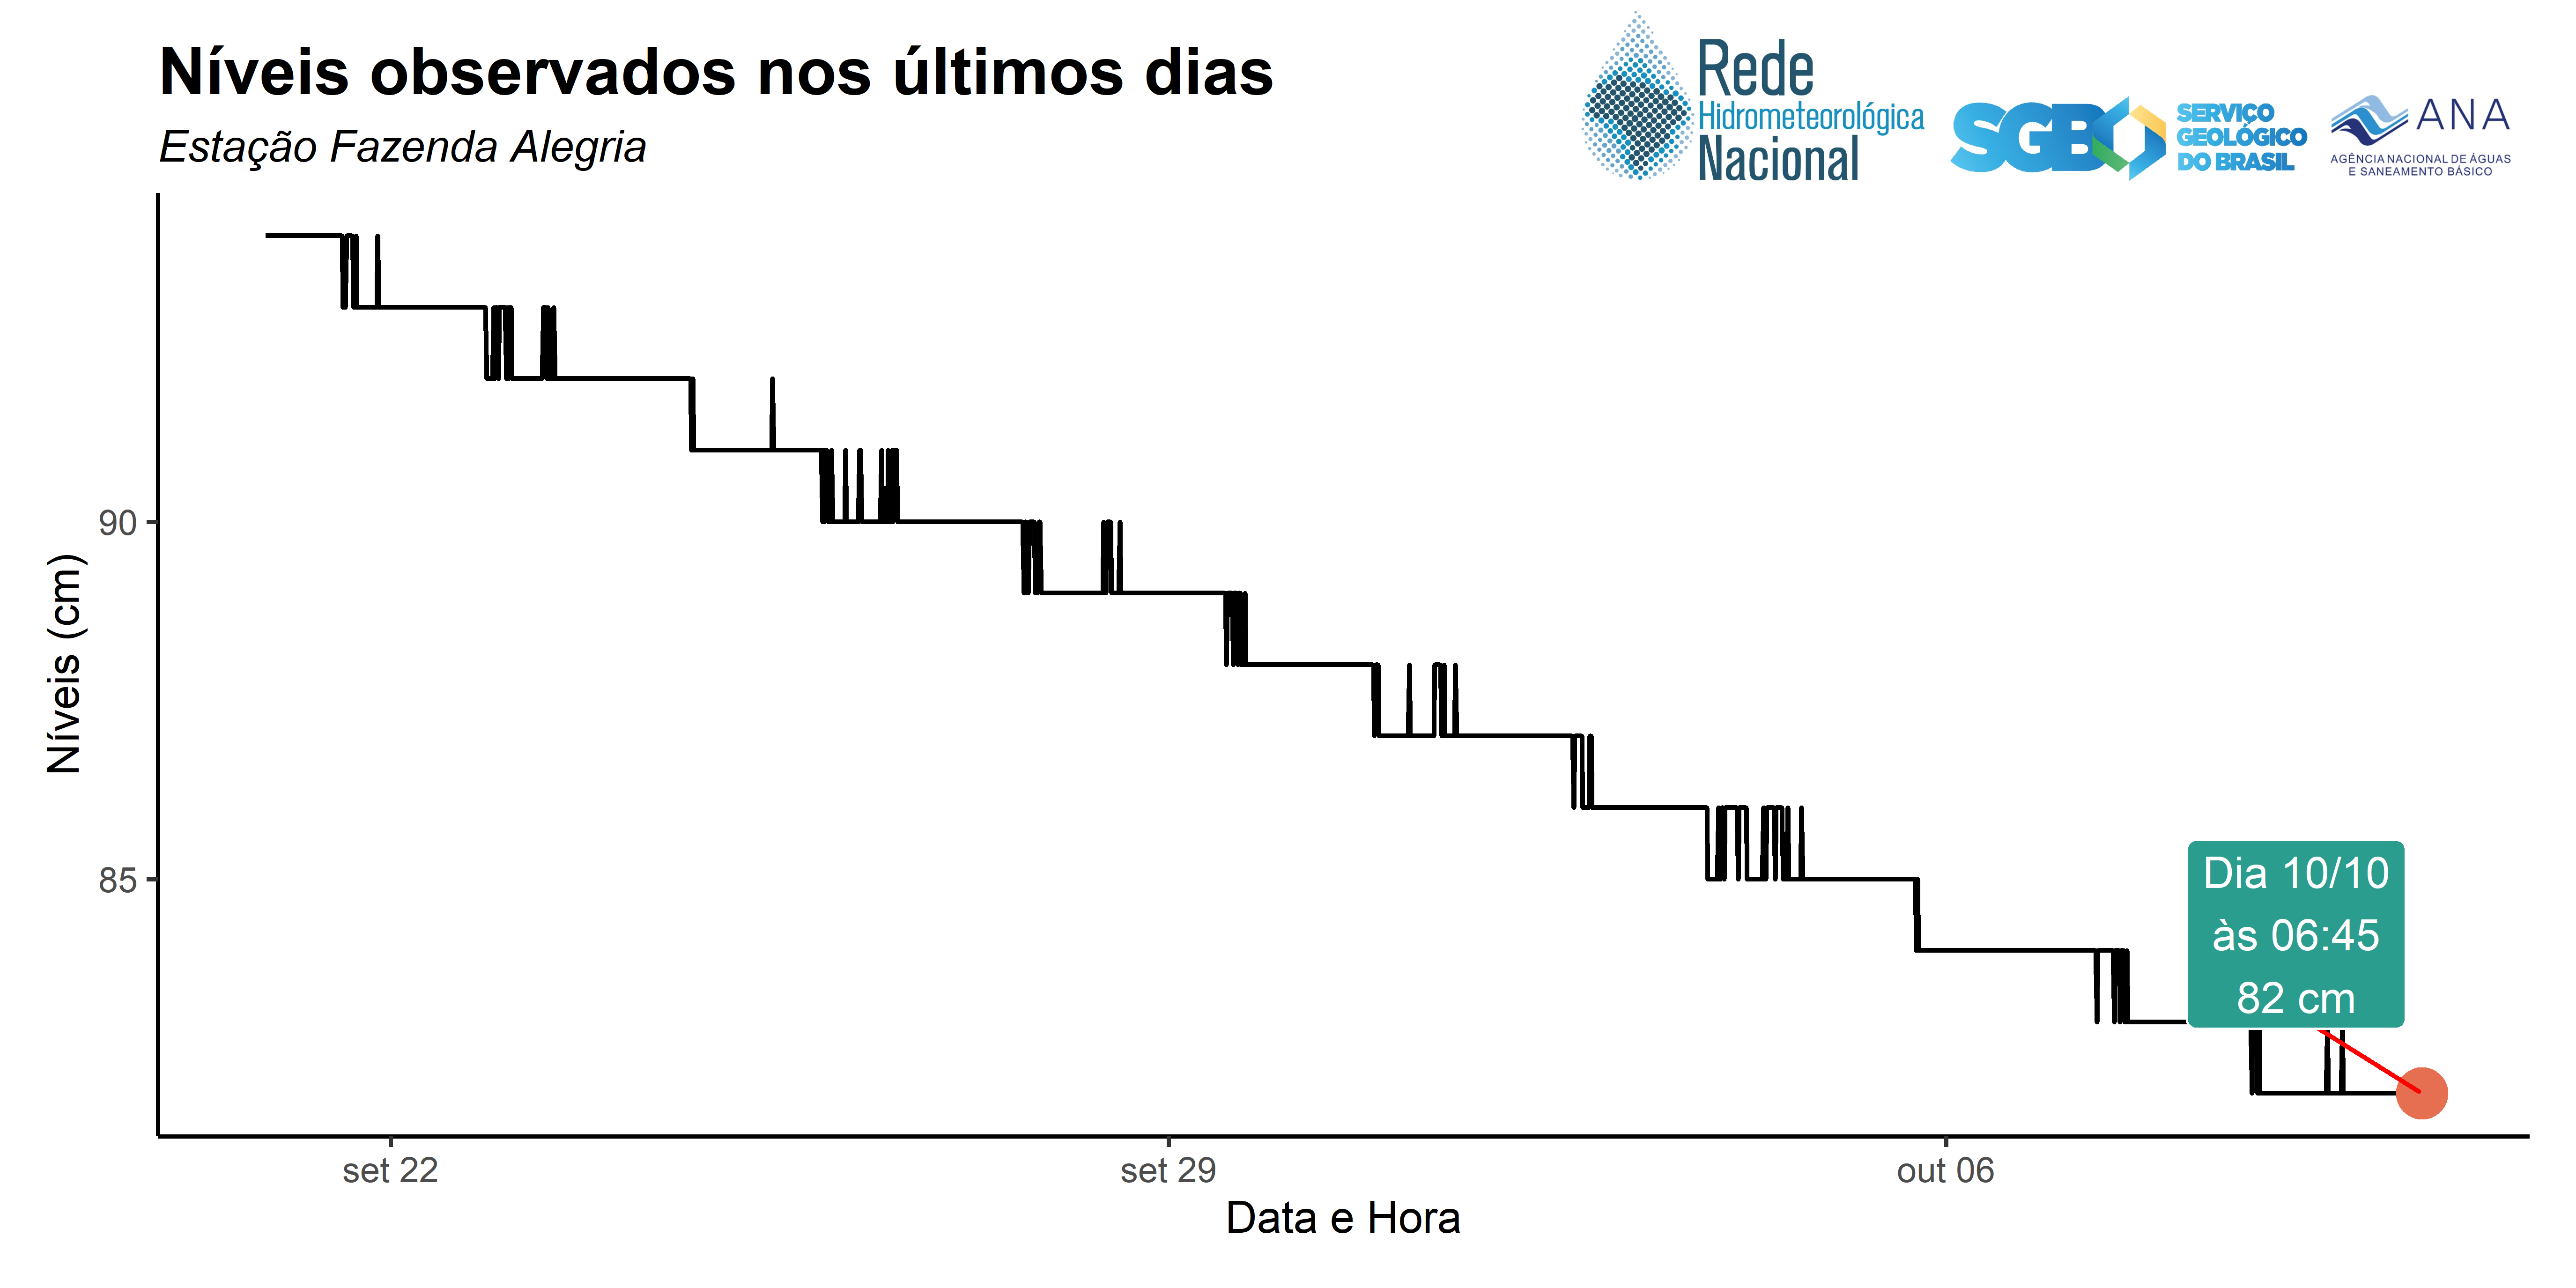 Níveis observados nos últimos dias
Estação Fazenda Alegria
Rede
Hidrometeorológica
Nacional
SGB
SERVIÇO
GEOLÓGICO
DO BRASIL
ANA
AGÊNCIA NACIONAL DE ÁGUAS
E SANEAMENTO BÁSICO
Níveis (cm)
90
85
Dia 10/10
às 06:45
82 cm
set 22
set 29
out 06
Data e Hora